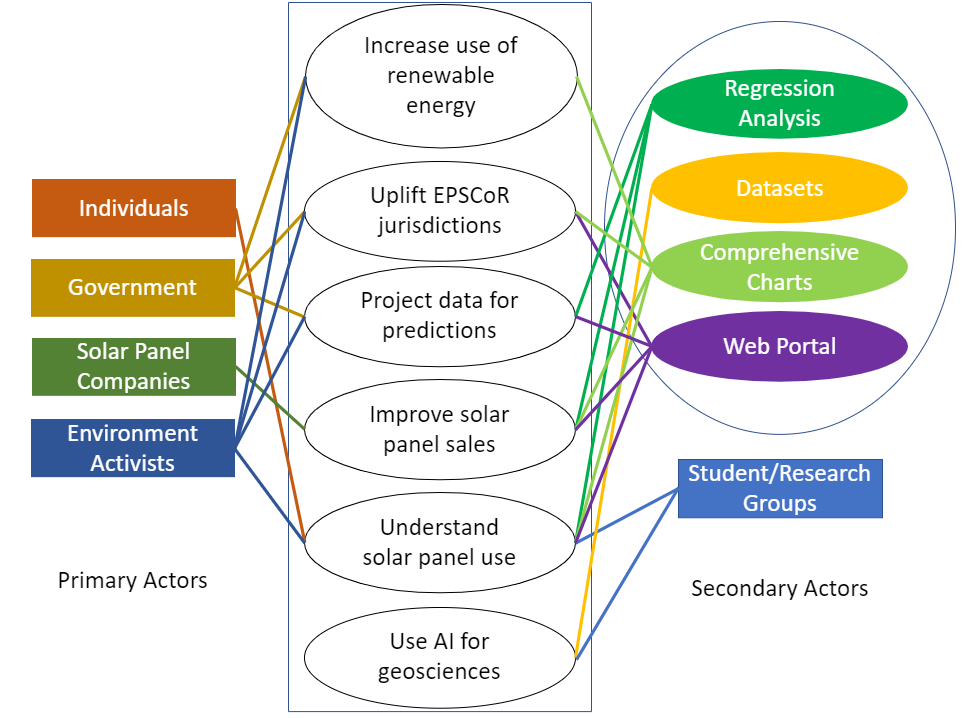 Individuals
Government
Solar Panel
Companies
Environment
Activists
Primary Actors
Increase use of
renewable
energy
Uplift EPSCoR
jurisdictions
Project data for
predictions
Improve solar
panel sales
Understand
solar panel use
Use AI for
geosciences
Regression
Analysis
Datasets
Comprehensive
Charts
Web Portal
Student/Research
Groups
Secondary Actors